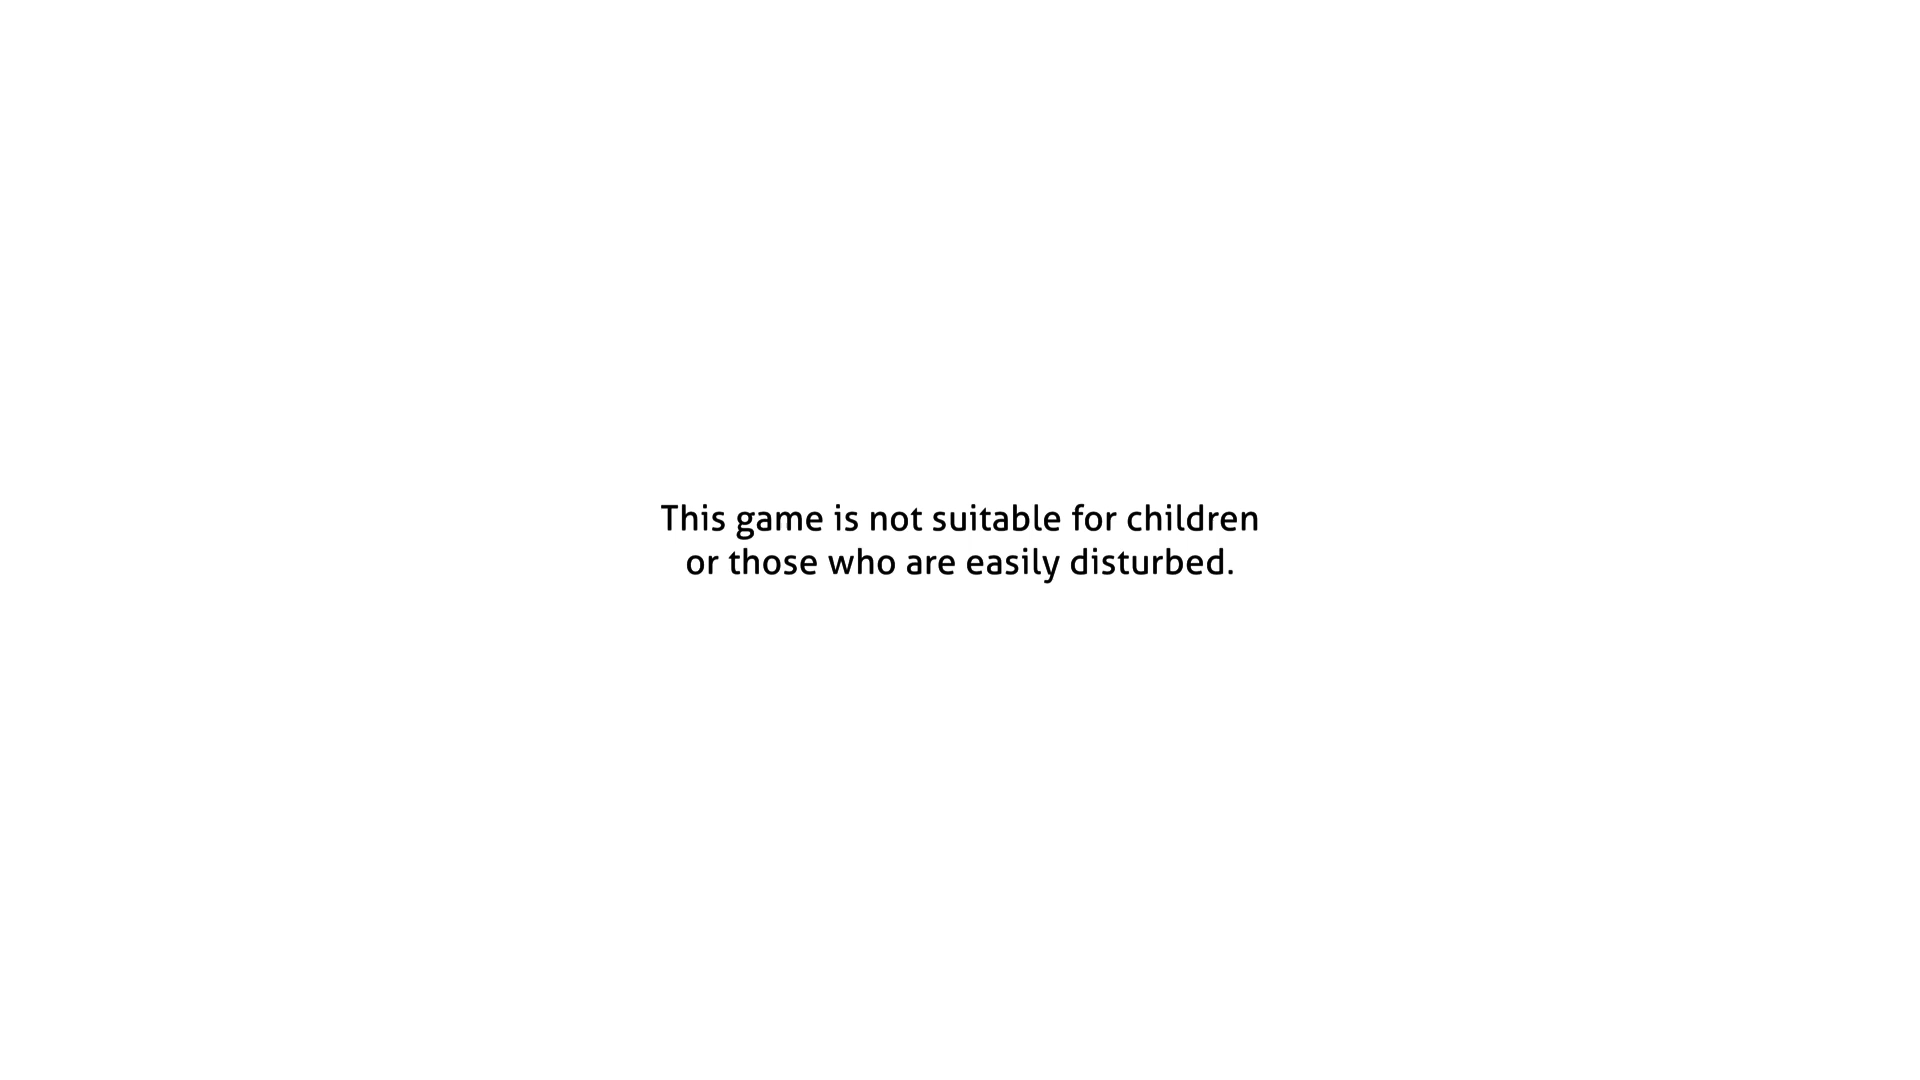 This game is not suitable for children
or those who are easily disturbed.